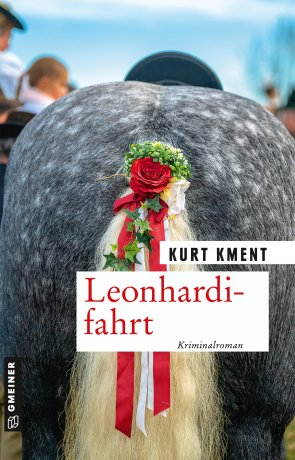 KURT KMENT
Leonhardi-
fahrt
Kriminalroman
GMEINER